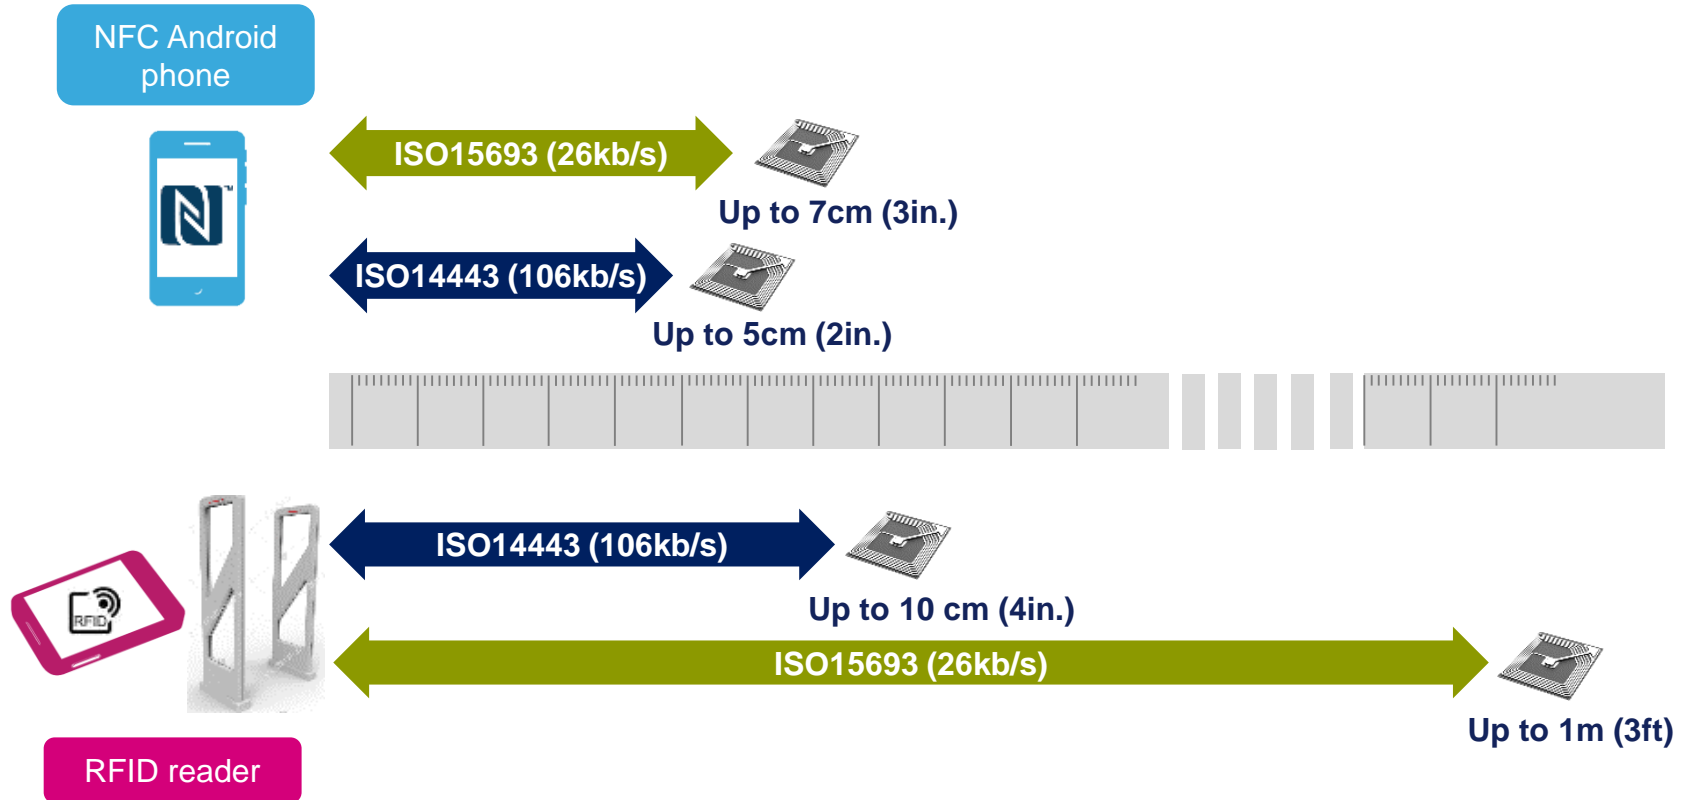 NFC Android
phone
ISO15693 (26kb/s)
Up to 7cm (3in.)
N™
ISO14443 (106kb/s)
Up to 5cm (2in.)
ISO14443 (106kb/s)
RFID
Up to 10 cm (4in.)
ISO15693 (26kb/s)
Up to 1m (3ft)
RFID reader